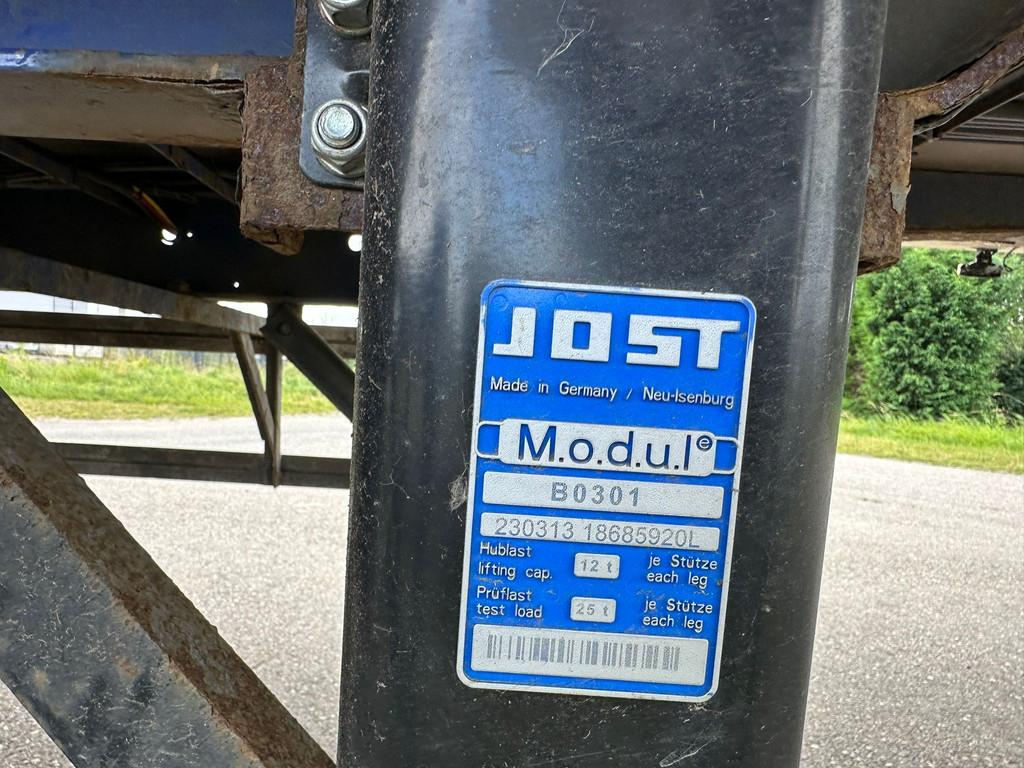 JOST
Made in Germany / Neu-Isenburg
M.o.d.u.l e
B0301
230313 18685920L
Hublast lifting cap. 12 t je Stütze each leg
Prüflast test load 25 t je Stütze each leg